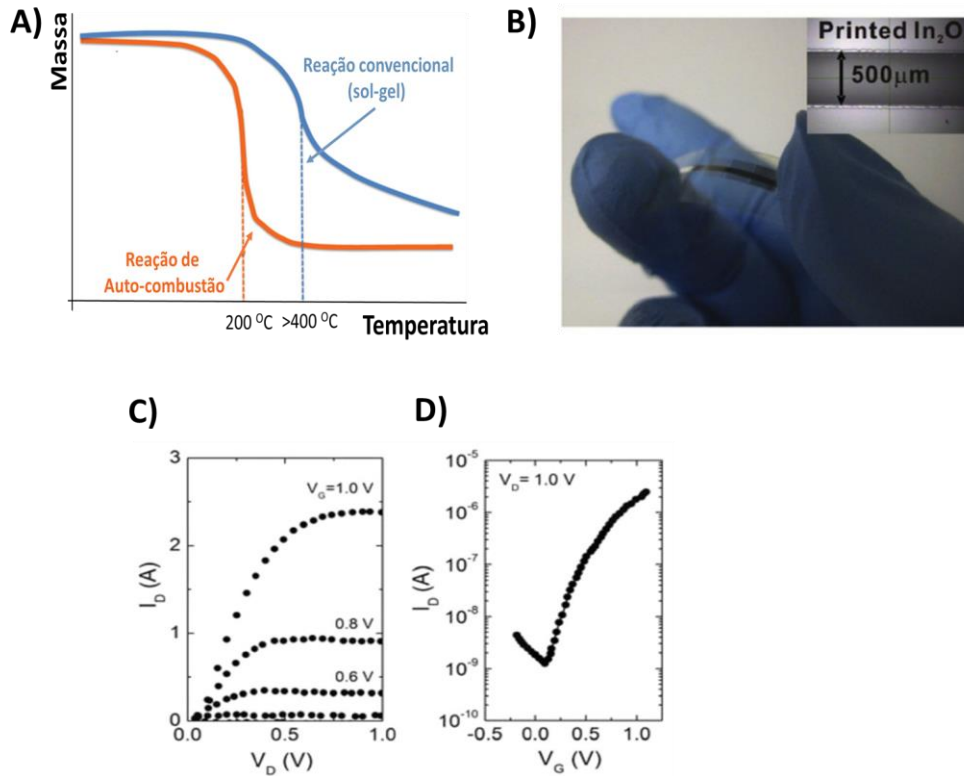 A)
Massa
Reação convencional
(sol-gel)
Reação de
Auto-combustão
200 ⁰C >400 ⁰C Temperatura
B)
Printed In₂O
500μm
C)
3
2
1
0
I_D (A)
V_G=1.0 V
0.8 V
0.6 V
0.0 0.5 1.0
V_D (V)
D)
10⁻⁵
10⁻⁶
10⁻⁷
10⁻⁸
10⁻⁹
10⁻¹⁰
I_D (A)
V_D= 1.0 V
-0.5 0.0 0.5 1.0
V_G (V)